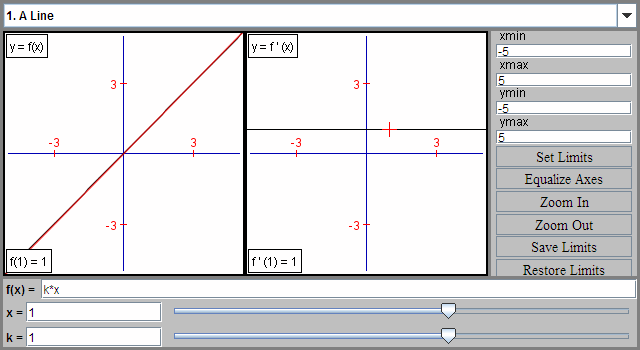 1. A Line
y = f(x)
3
-3
3
-3
f(1) = 1
y = f ' (x)
3
-3
3
-3
f ' (1) = 1
xmin
-5
xmax
5
ymin
-5
ymax
5
Set Limits
Equalize Axes
Zoom In
Zoom Out
Save Limits
Restore Limits
f(x) = k*x
x = 1
k = 1